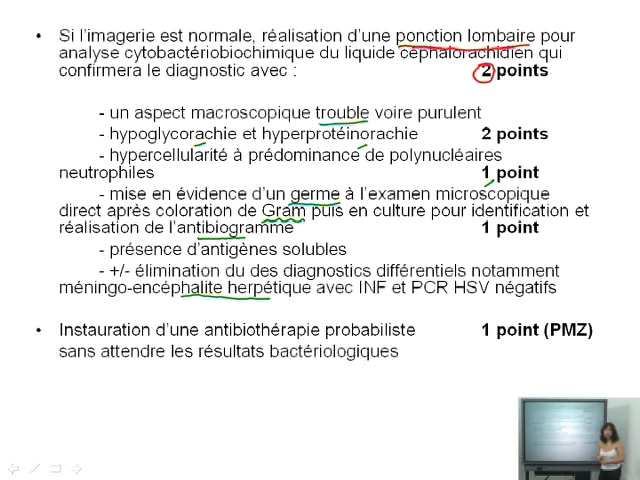 • Si l'imagerie est normale, réalisation d'une ponction lombaire pour
analyse cytobactériobiochimique du liquide céphalorachidien qui
confirmera le diagnostic avec : 2 points
- un aspect macroscopique trouble voire purulent
- hypoglycorachie et hyperprotéinorachie 2 points
- hypercellularité à prédominance de polynucléaires
neutrophiles 1 point
- mise en évidence d'un germe à l'examen microscopique
direct après coloration de Gram puis en culture pour identification et
réalisation de l'antibiogramme 1 point
- présence d'antigènes solubles
- +/- élimination du des diagnostics différentiels notamment
méningo-encéphalite herpétique avec INF et PCR HSV négatifs
• Instauration d'une antibiothérapie probabiliste 1 point (PMZ)
sans attendre les résultats bactériologiques